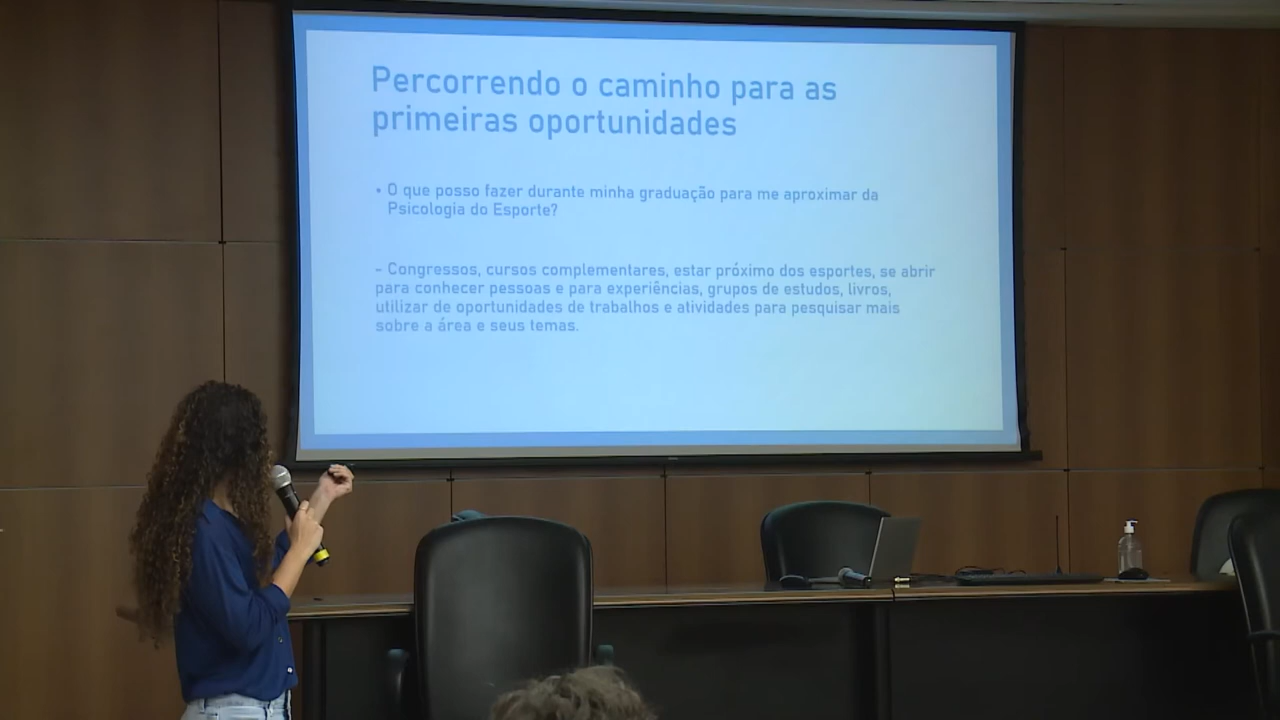 Percorrendo o caminho para as
primeiras oportunidades
• O que posso fazer durante minha graduação para me aproximar da
Psicologia do Esporte?
- Congressos, cursos complementares, estar próximo dos esportes, se abrir
para conhecer pessoas e para experiências, grupos de estudos, livros,
utilizar de oportunidades de trabalhos e atividades para pesquisar mais
sobre a área e seus temas.